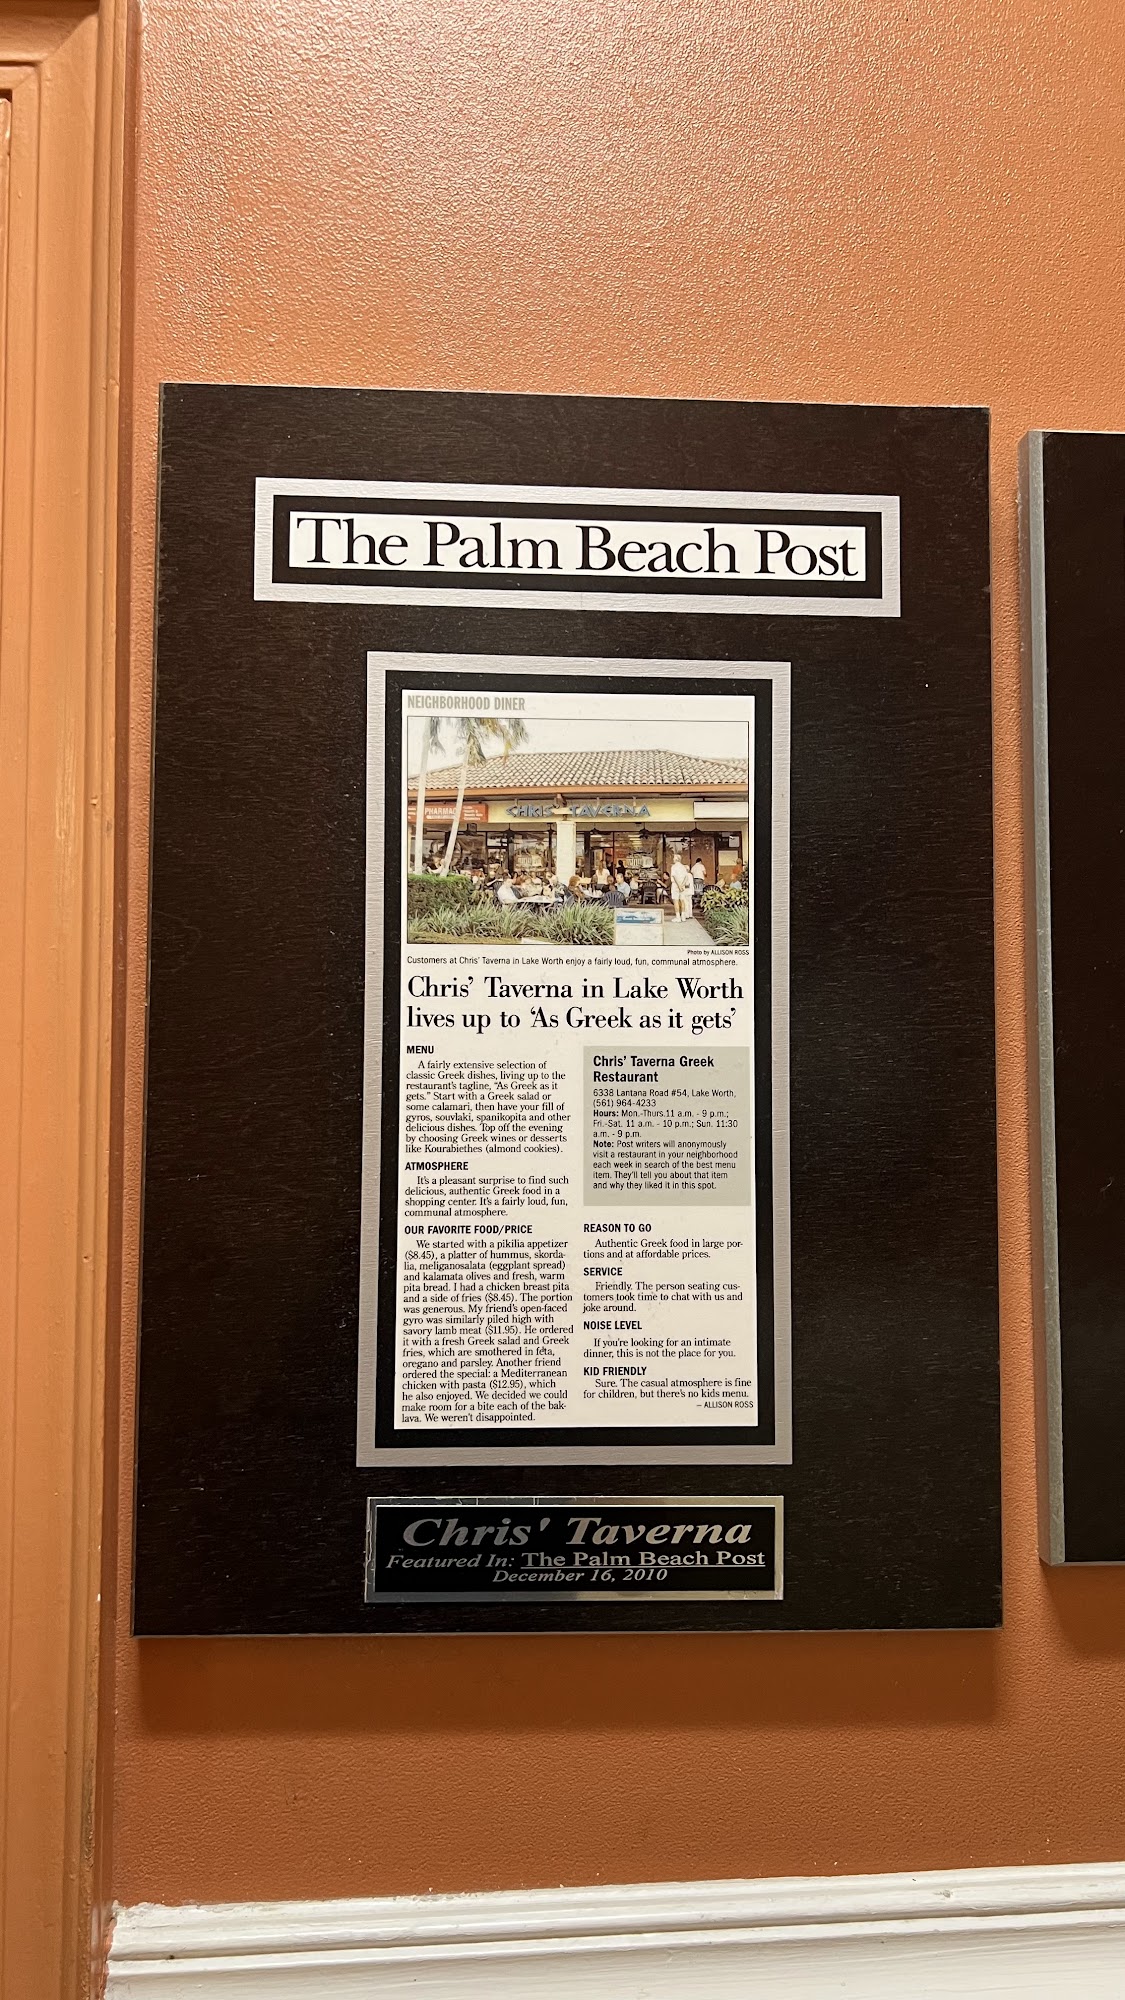 The Palm Beach Post
NEIGHBORHOOD DINER
PHARMACY
CHRIS' TAVERNA
Photo by ALLISON ROSS
Customers at Chris' Taverna in Lake Worth enjoy a fairly loud, fun, communal atmosphere.
Chris' Taverna in Lake Worth
lives up to 'As Greek as it gets'
MENU
A fairly extensive selection of
classic Greek dishes, living up to the
restaurant's tagline, "As Greek as it
gets." Start with a Greek salad or
some calamari, then have your fill of
gyros, souvlaki, spanikopita and other
delicious dishes. Top off the evening
by choosing Greek wines or desserts
like Kourabiethes (almond cookies).
ATMOSPHERE
It's a pleasant surprise to find such
delicious, authentic Greek food in a
shopping center. It's a fairly loud, fun,
communal atmosphere.
OUR FAVORITE FOOD/PRICE
We started with a pikilia appetizer
($8.45), a platter of hummus, skorda-
lia, meliganosalata (eggplant spread)
and kalamata olives and fresh, warm
pita bread. I had a chicken breast pita
and a side of fries ($8.45). The portion
was generous. My friend's open-faced
gyro was similarly piled high with
savory lamb meat ($11.95). He ordered
it with a fresh Greek salad and Greek
fries, which are smothered in feta,
oregano and parsley. Another friend
ordered the special: a Mediterranean
chicken with pasta ($12.95), which
he also enjoyed. We decided we could
make room for a bite each of the bak-
lava. We weren't disappointed.
Chris' Taverna Greek
Restaurant
6338 Lantana Road #54, Lake Worth,
(561) 964-4233
Hours: Mon.-Thurs.11 a.m. - 9 p.m.;
Fri.-Sat. 11 a.m. - 10 p.m.; Sun. 11:30
a.m. - 9 p.m.
Note: Post writers will anonymously
visit a restaurant in your neighborhood
each week in search of the best menu
item. They'll tell you about that item
and why they liked it in this spot.
REASON TO GO
Authentic Greek food in large por-
tions and at affordable prices.
SERVICE
Friendly. The person seating cus-
tomers took time to chat with us and
joke around.
NOISE LEVEL
If you're looking for an intimate
dinner, this is not the place for you.
KID FRIENDLY
Sure. The casual atmosphere is fine
for children, but there's no kids menu.
— ALLISON ROSS
Chris' Taverna
Featured In: The Palm Beach Post
December 16, 2010